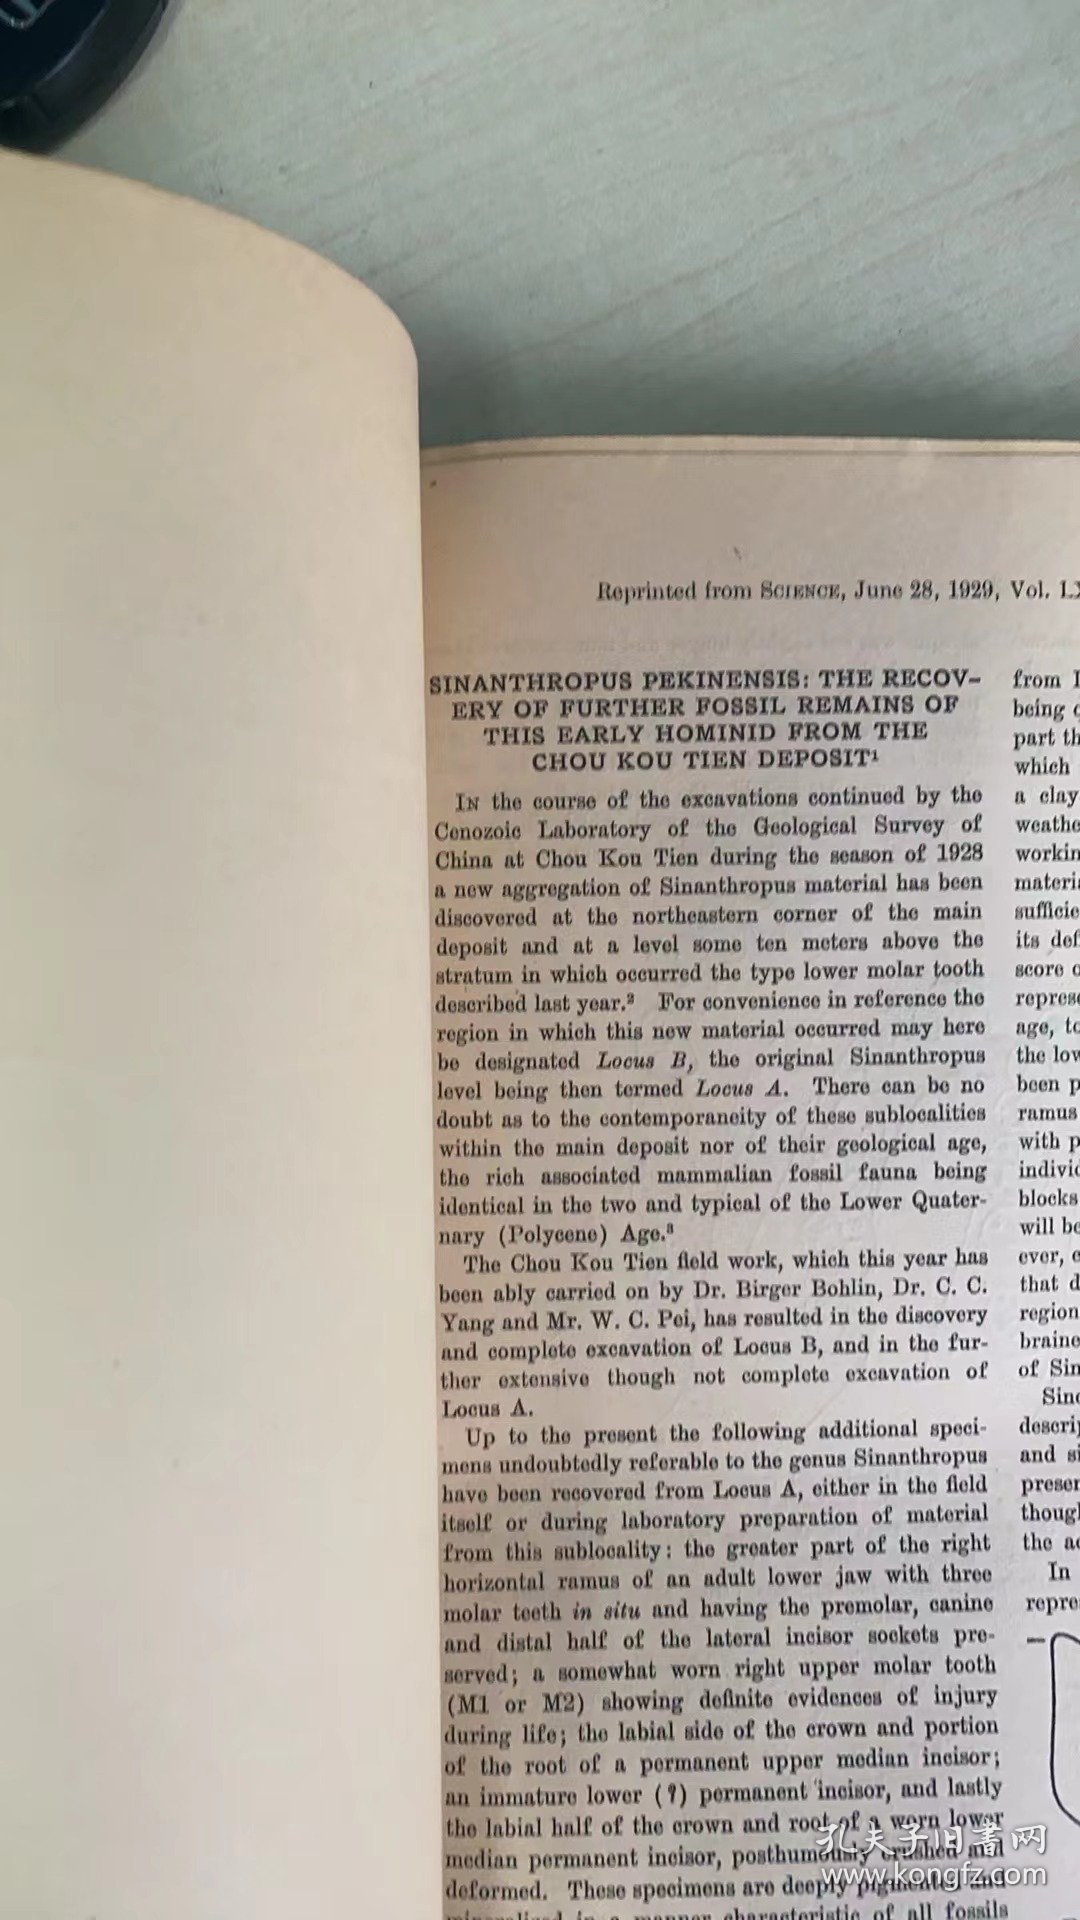 Reprinted from SCIENCE, June 28, 1929, Vol.
SINANTHROPUS PEKINENSIS: THE RECOV-
ERY OF FURTHER FOSSIL REMAINS OF
THIS EARLY HOMINID FROM THE
CHOU KOU TIEN DEPOSIT¹
IN the course of the excavations continued by the
Cenozoic Laboratory of the Geological Survey of
China at Chou Kou Tien during the season of 1928
a new aggregation of Sinanthropus material has been
discovered at the northeastern corner of the main
deposit and at a level some ten meters above the
stratum in which occurred the type lower molar tooth
described last year.² For convenience in reference the
region in which this new material occurred may here
be designated Locus B, the original Sinanthropus
level being then termed Locus A. There can be no
doubt as to the contemporaneity of these sublocalities
within the main deposit nor of their geological age,
the rich associated mammalian fossil fauna being
identical in the two and typical of the Lower Quater-
nary (Polycene) Age.³
The Chou Kou Tien field work, which this year has
been ably carried on by Dr. Birger Bohlin, Dr. C. C.
Yang and Mr. W. C. Pei, has resulted in the discovery
and complete excavation of Locus B, and in the fur-
ther extensive though not complete excavation of
Locus A.
Up to the present the following additional speci-
mens undoubtedly referable to the genus Sinanthropus
have been recovered from Locus A, either in the field
itself or during laboratory preparation of material
from this sublocality: the greater part of the right
horizontal ramus of an adult lower jaw with three
molar teeth in situ and having the premolar, canine
and distal half of the lateral incisor sockets pre-
served; a somewhat worn right upper molar tooth
(M1 or M2) showing definite evidences of injury
during life; the labial side of the crown and portion
of the root of a permanent upper median incisor;
an immature lower (?) permanent incisor, and lastly
the labial half of the crown and root of a worn lower
median permanent incisor, posthumously crushed and
deformed. These specimens are deeply pigmented and
mineralized in a manner characteristic of all fossils
from
being
part
which
a clay
working
score
age,
the
been
ramus
with
blocks
will
that
region
of
and
the
In
孔夫子旧书网
www.kongfz.com